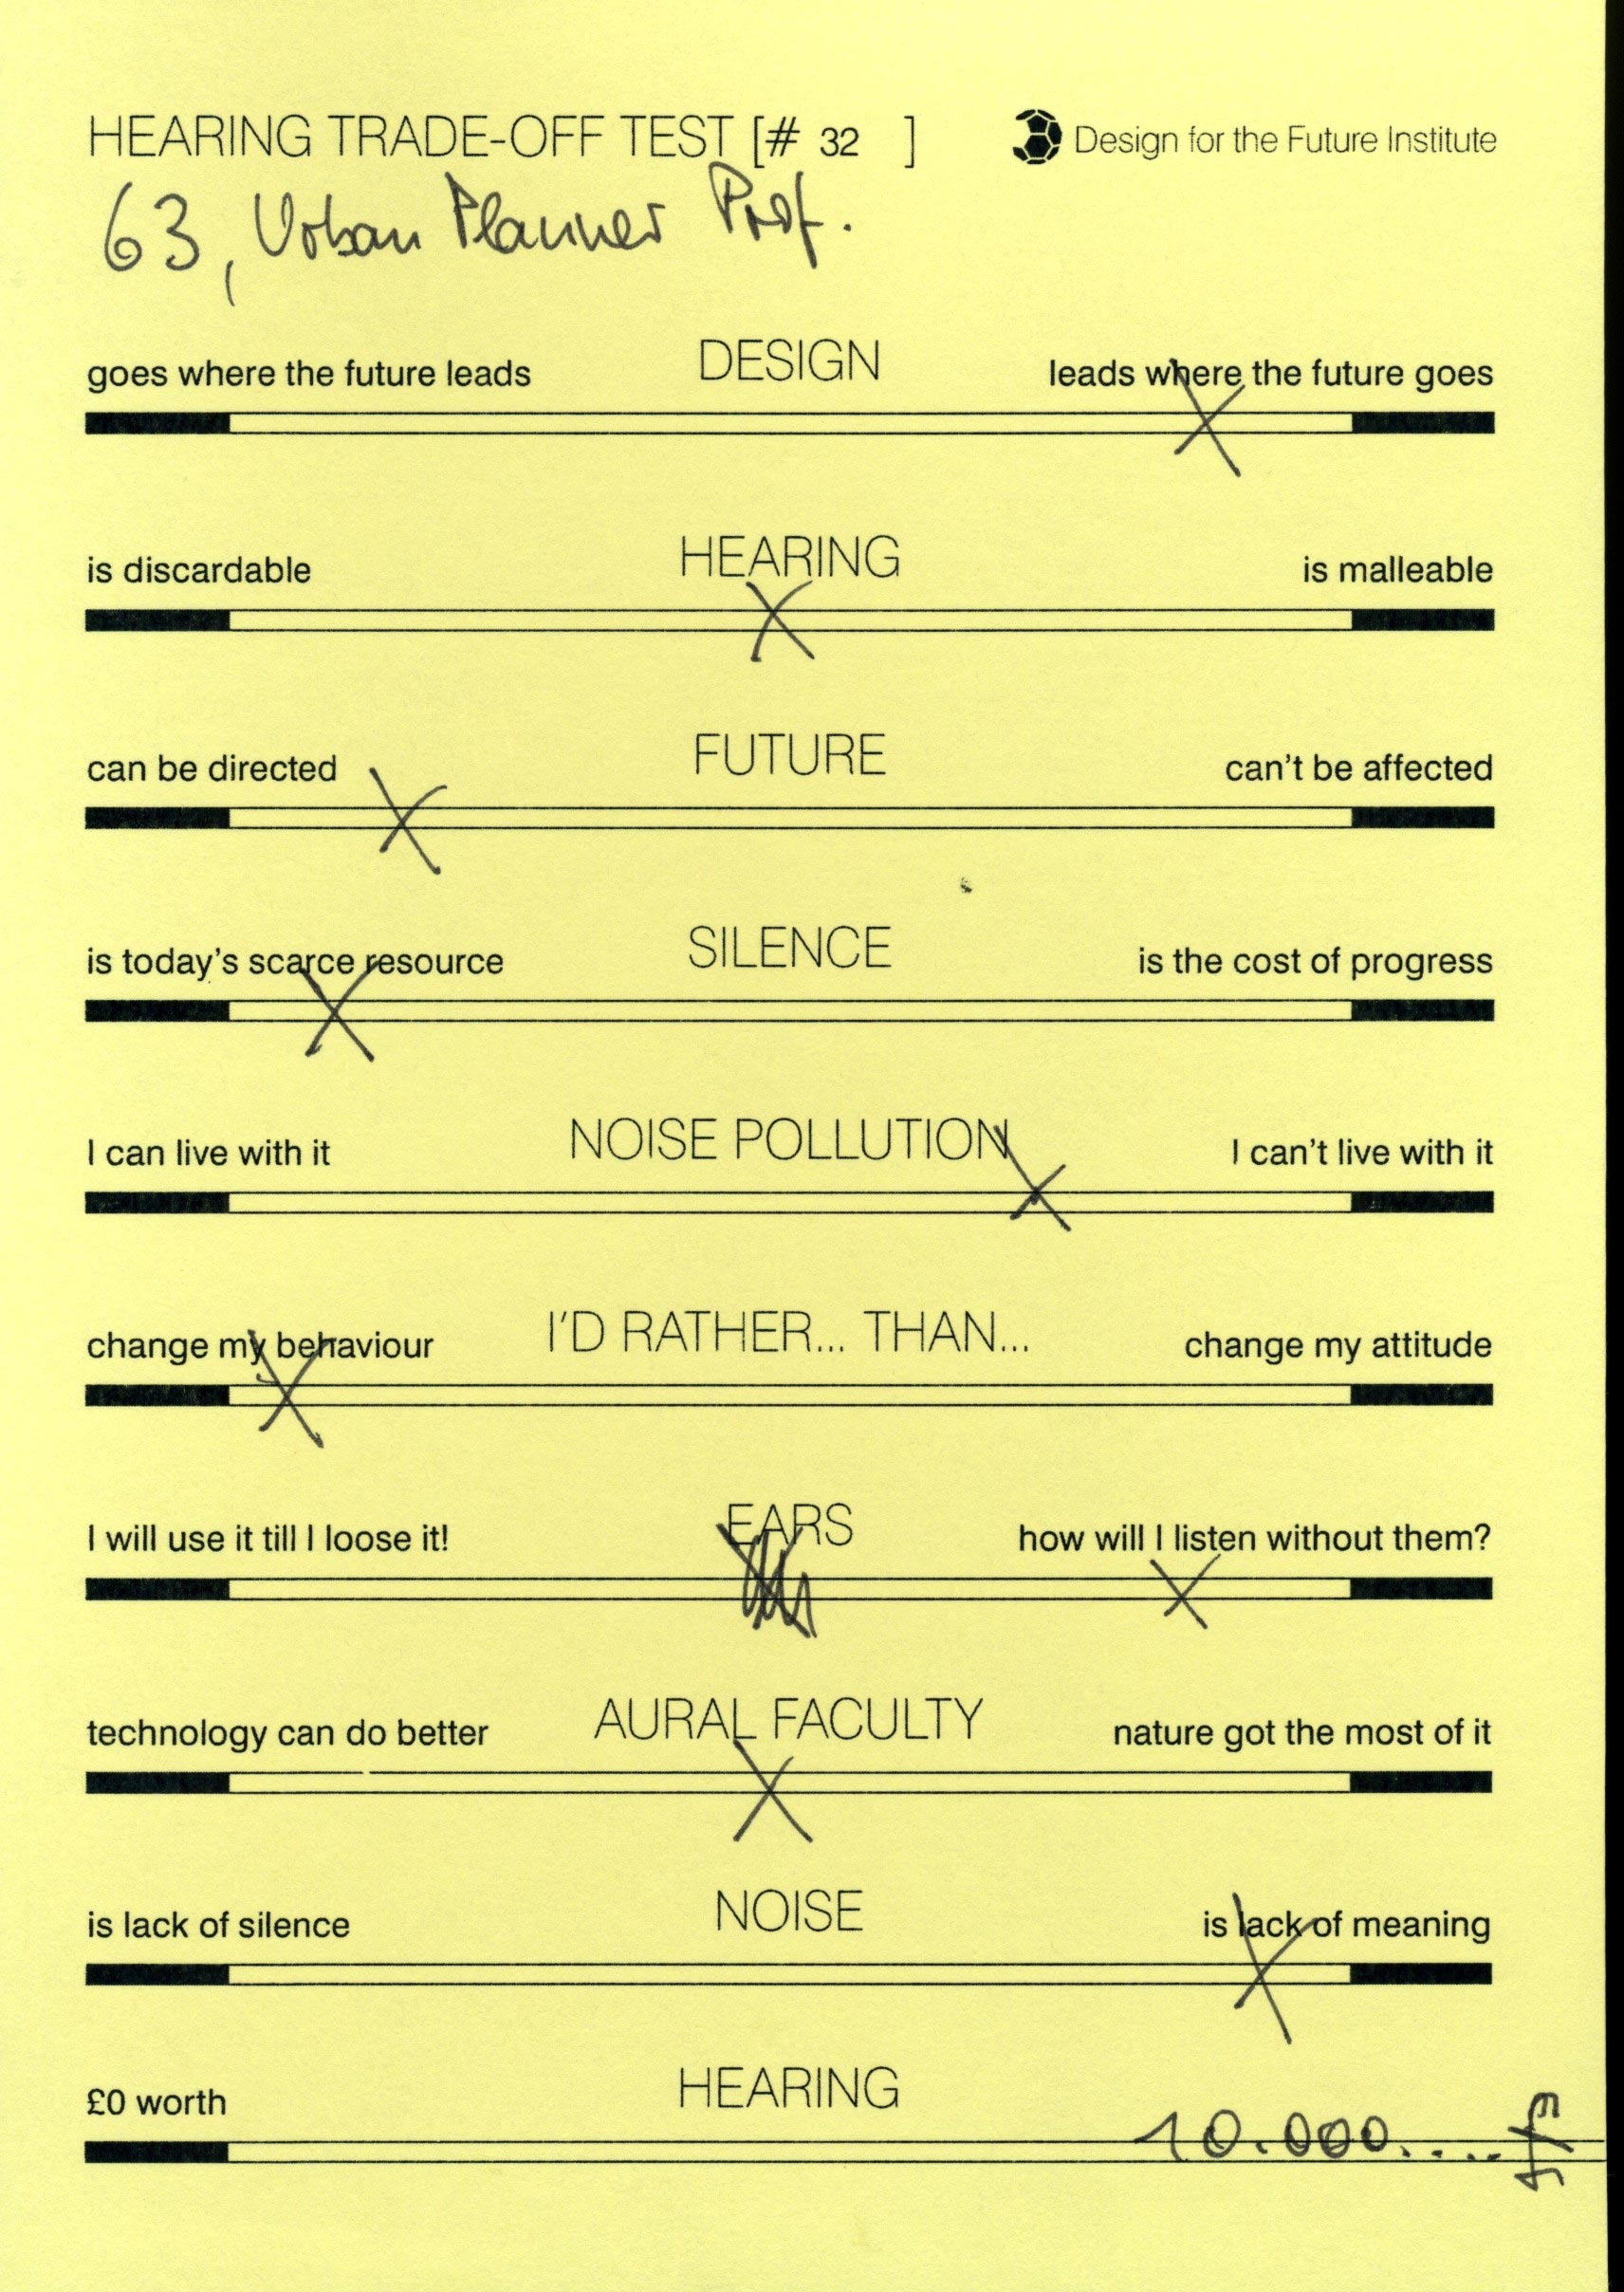 HEARING TRADE-OFF TEST [# 32 ]
Design for the Future Institute
63, Urban Planner Prof.
DESIGN
goes where the future leads
leads where the future goes
HEARING
is discardable
is malleable
FUTURE
can be directed
can't be affected
SILENCE
is today's scarce resource
is the cost of progress
NOISE POLLUTION
I can live with it
I can't live with it
I'D RATHER... THAN...
change my behaviour
change my attitude
EARS
I will use it till I loose it!
how will I listen without them?
AURAL FACULTY
technology can do better
nature got the most of it
NOISE
is lack of silence
is lack of meaning
HEARING
£0 worth
10.000.... £